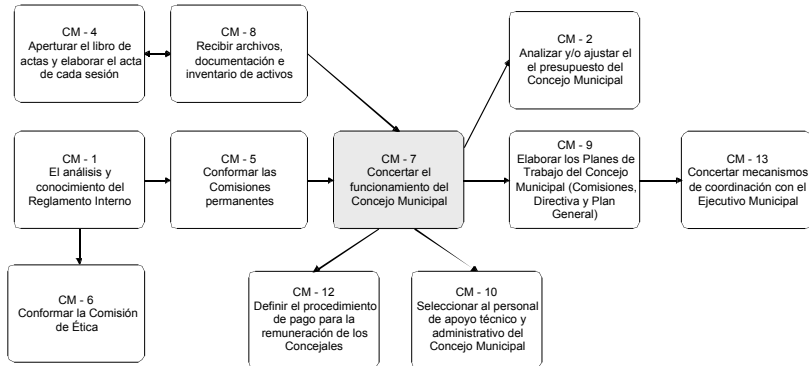 CM - 4
Aperturar el libro de
actas y elaborar el acta
de cada sesión
CM - 8
Recibir archivos,
documentación e
inventario de activos
CM - 2
Analizar y/o ajustar el
el presupuesto del
Concejo Municipal
CM - 1
El análisis y
conocimiento del
Reglamento Interno
CM - 5
Conformar las
Comisiones
permanentes
CM - 7
Concertar el
funcionamiento del
Concejo Municipal
CM - 9
Elaborar los Planes de
Trabajo del Concejo
Municipal (Comisiones,
Directiva y Plan
General)
CM - 13
Concertar mecanismos
de coordinación con el
Ejecutivo Municipal
CM - 6
Conformar la Comisión
de Ética
CM - 12
Definir el procedimiento
de pago para la
remuneración de los
Concejales
CM - 10
Seleccionar al personal
de apoyo técnico y
administrativo del
Concejo Municipal